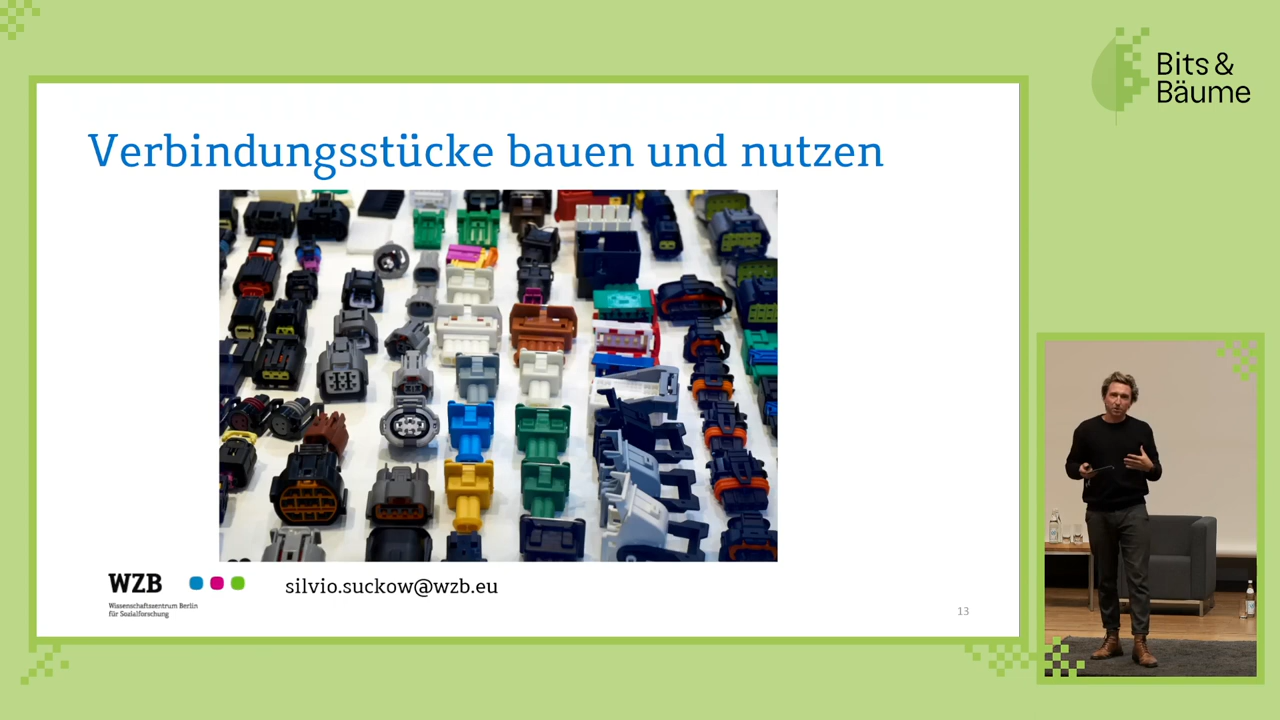 Bits &
Bäume
Verbindungsstücke bauen und nutzen
WZB
Wissenschaftszentrum Berlin
für Sozialforschung
silvio.suckow@wzb.eu
13